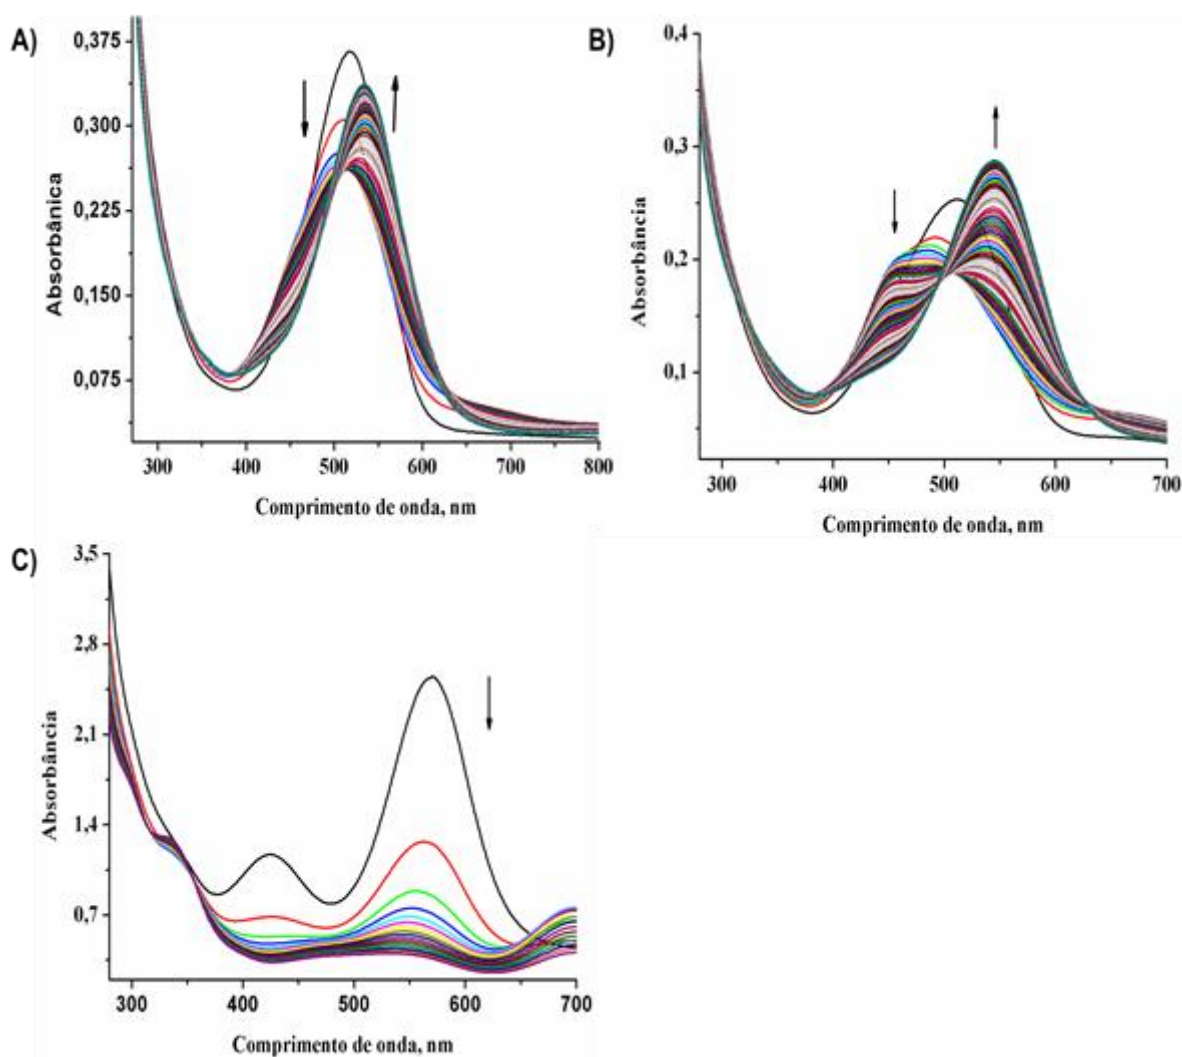 A)
Absorbânica
0,375
0,300
0,225
0,150
0,075
300 400 500 600 700 800
Comprimento de onda, nm
B)
Absorbância
0,4
0,3
0,2
0,1
300 400 500 600 700
Comprimento de onda, nm
C)
Absorbância
3,5
2,8
2,1
1,4
0,7
300 400 500 600 700
Comprimento de onda, nm